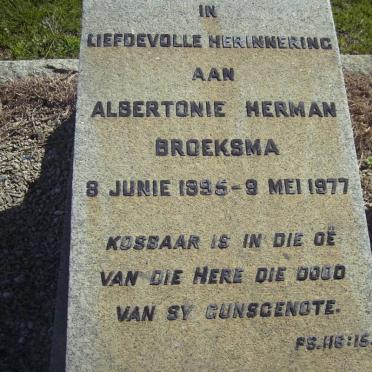 IN
LIEFDEVOLLE HERINNERING
AAN
ALBERTONIE HERMAN
BROEKSMA
8 JUNIE 1895 - 9 MEI 1977
KOSBAAR IS IN DIE OË
VAN DIE HERE DIE DOOD
VAN SY GUNSGENOTE.
PS.116:15.